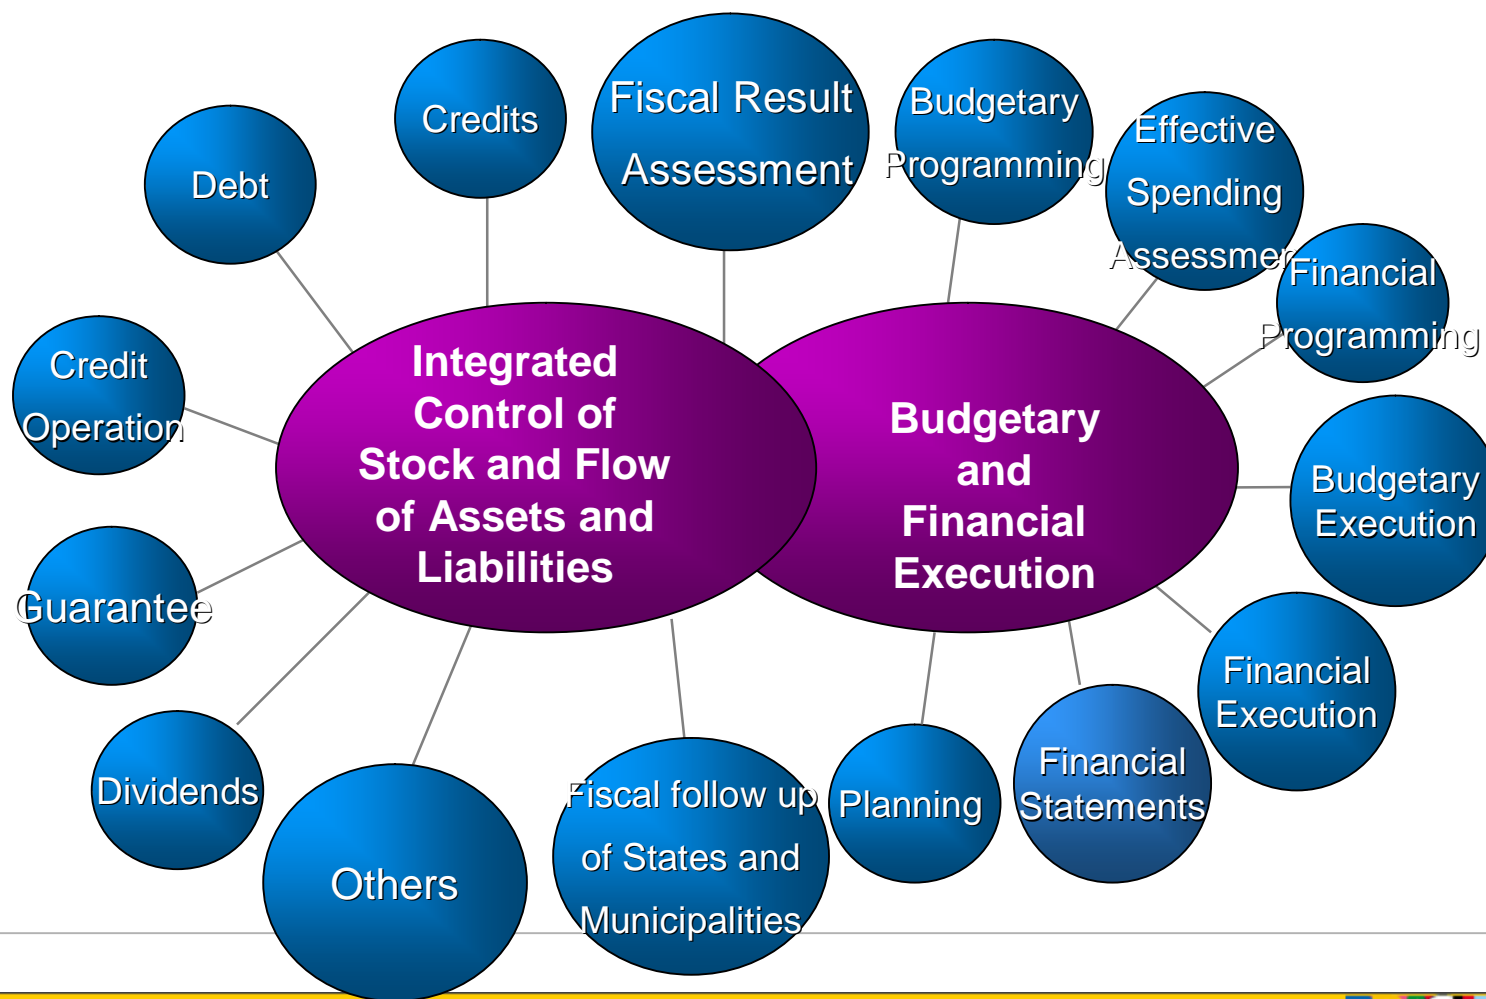 Fiscal Result
Assessment
Credits
Budgetary
Programming
Effective
Spending
Assessmen
Debt
Financial
Programming
Integrated
Control of
Stock and Flow
of Assets and
Liabilities
Budgetary
and
Financial
Execution
Credit
Operation
Budgetary
Execution
Guarantee
Financial
Execution
Dividends
Others
Fiscal follow up
of States and
Municipalities
Planning
Financial
Statements